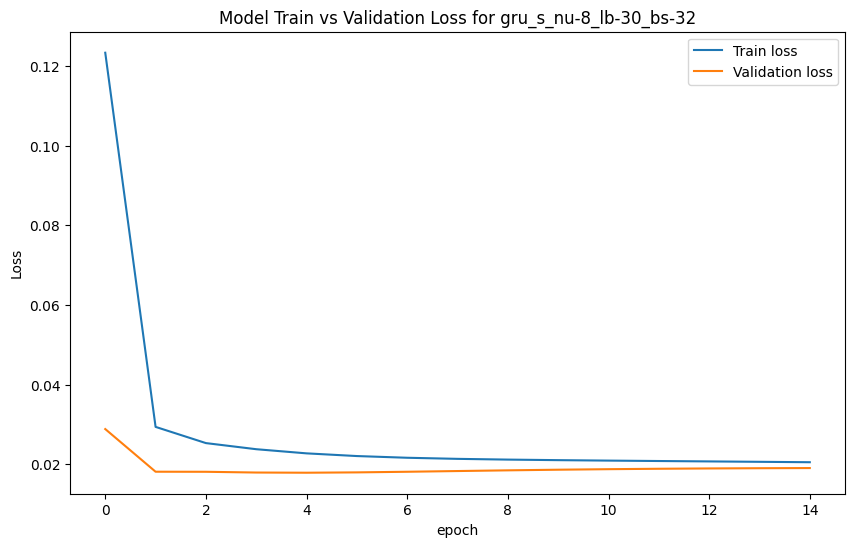 Model Train vs Validation Loss for gru_s_nu-8_lb-30_bs-32
Train loss
Validation loss
0.12
0.10
0.08
0.06
0.04
0.02
Loss
0 2 4 6 8 10 12 14
epoch